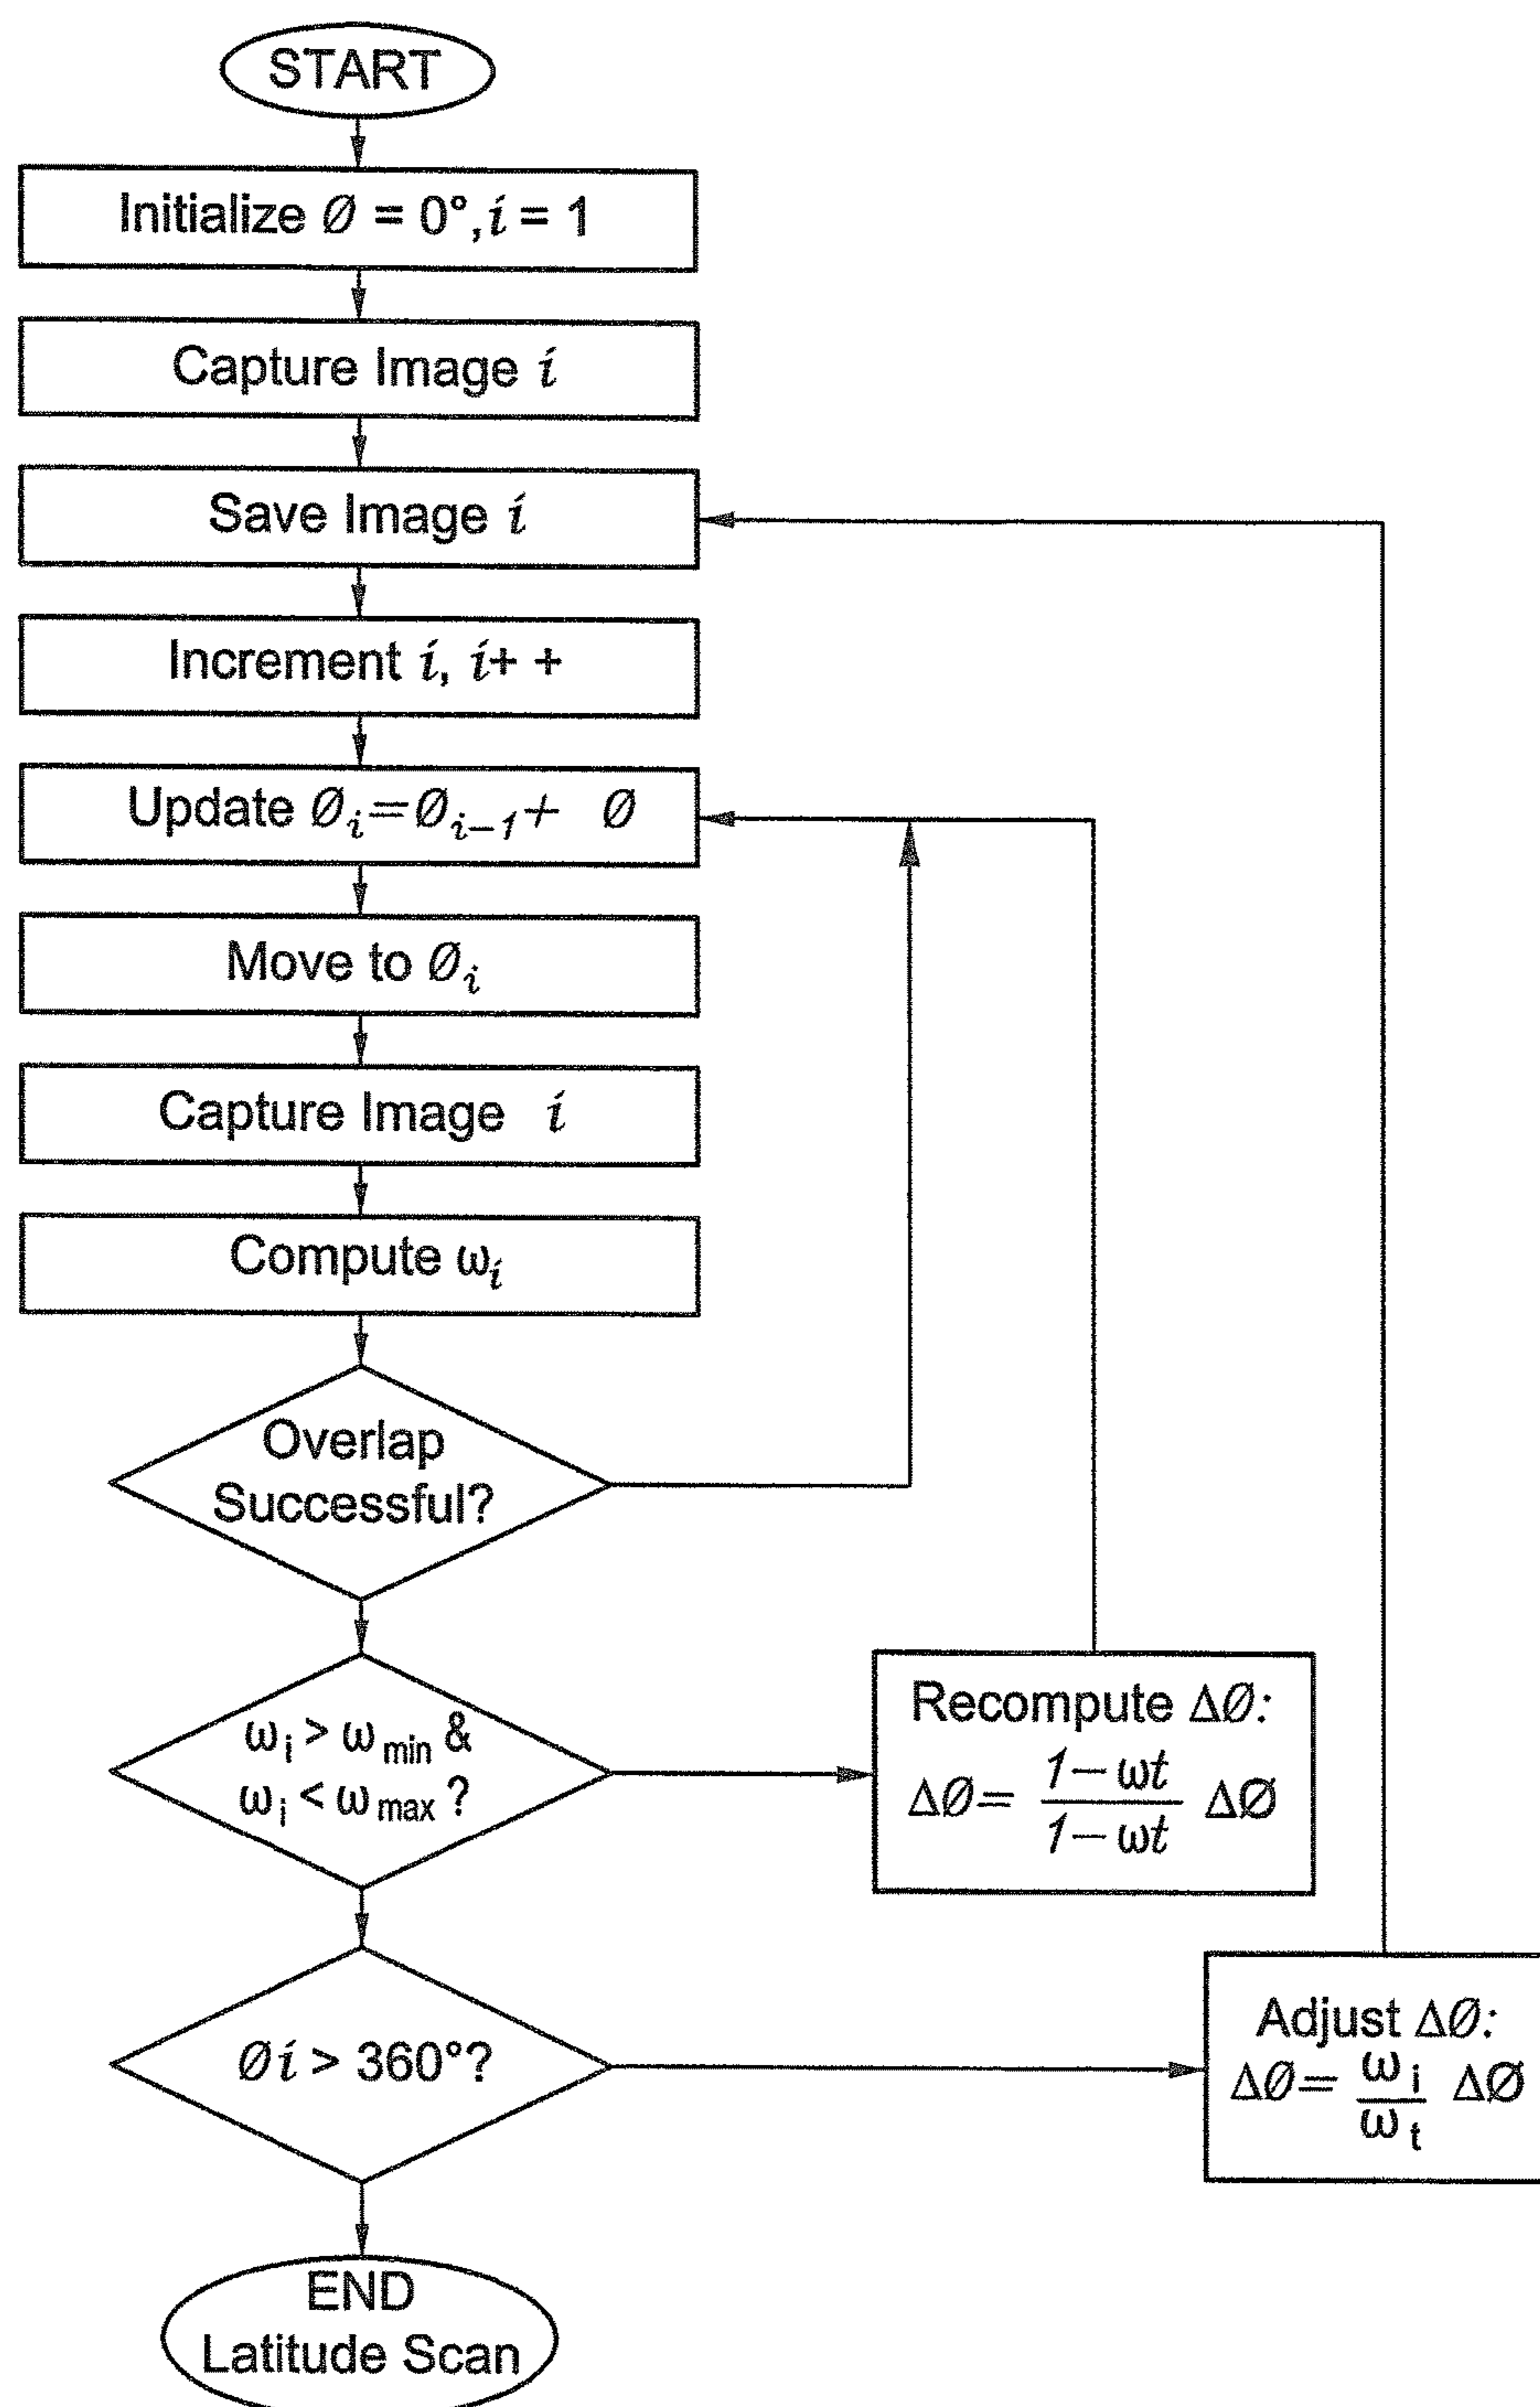 START
Initialize Ø = 0°, i = 1
Capture Image i
Save Image i
Increment i, i+ +
Update Øi=Øi−1+ Ø
Move to Øi
Capture Image i
Compute ωi
Overlap
Successful?
ωi > ωmin &
ωi < ωmax ?
Recompute ΔØ:
ΔØ= 1−ωt / 1−ωt ΔØ
Øi > 360°?
Adjust ΔØ:
ΔØ= ωi / ωt ΔØ
END
Latitude Scan